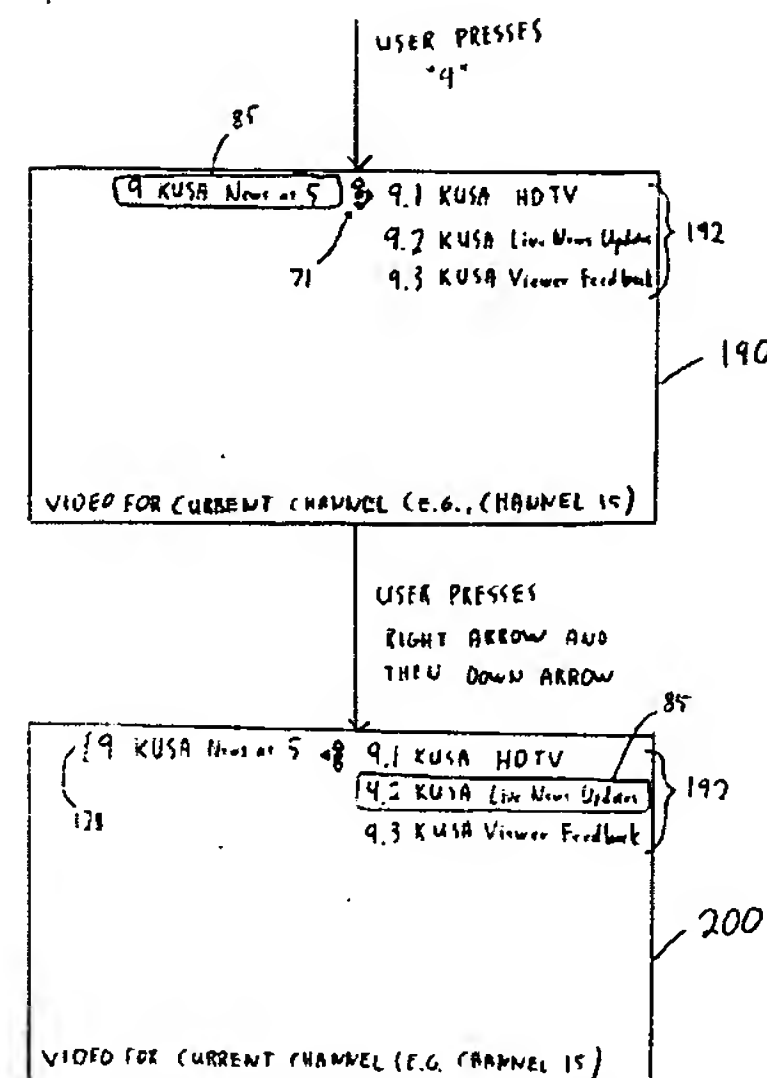 USER PRESSES
"9"
85
9 KUSA News at 5 9.1 KUSA HDTV
9.2 KUSA Live News Update 192
9.3 KUSA Viewer Feedback
71
190
VIDEO FOR CURRENT CHANNEL (E.G., CHANNEL 15)
USER PRESSES
RIGHT ARROW AND
THEN DOWN ARROW
85
9 KUSA News at 5 9.1 KUSA HDTV
9.2 KUSA Live News Update 192
9.3 KUSA Viewer Feedback
200
VIDEO FOR CURRENT CHANNEL (E.G. CHANNEL 15)